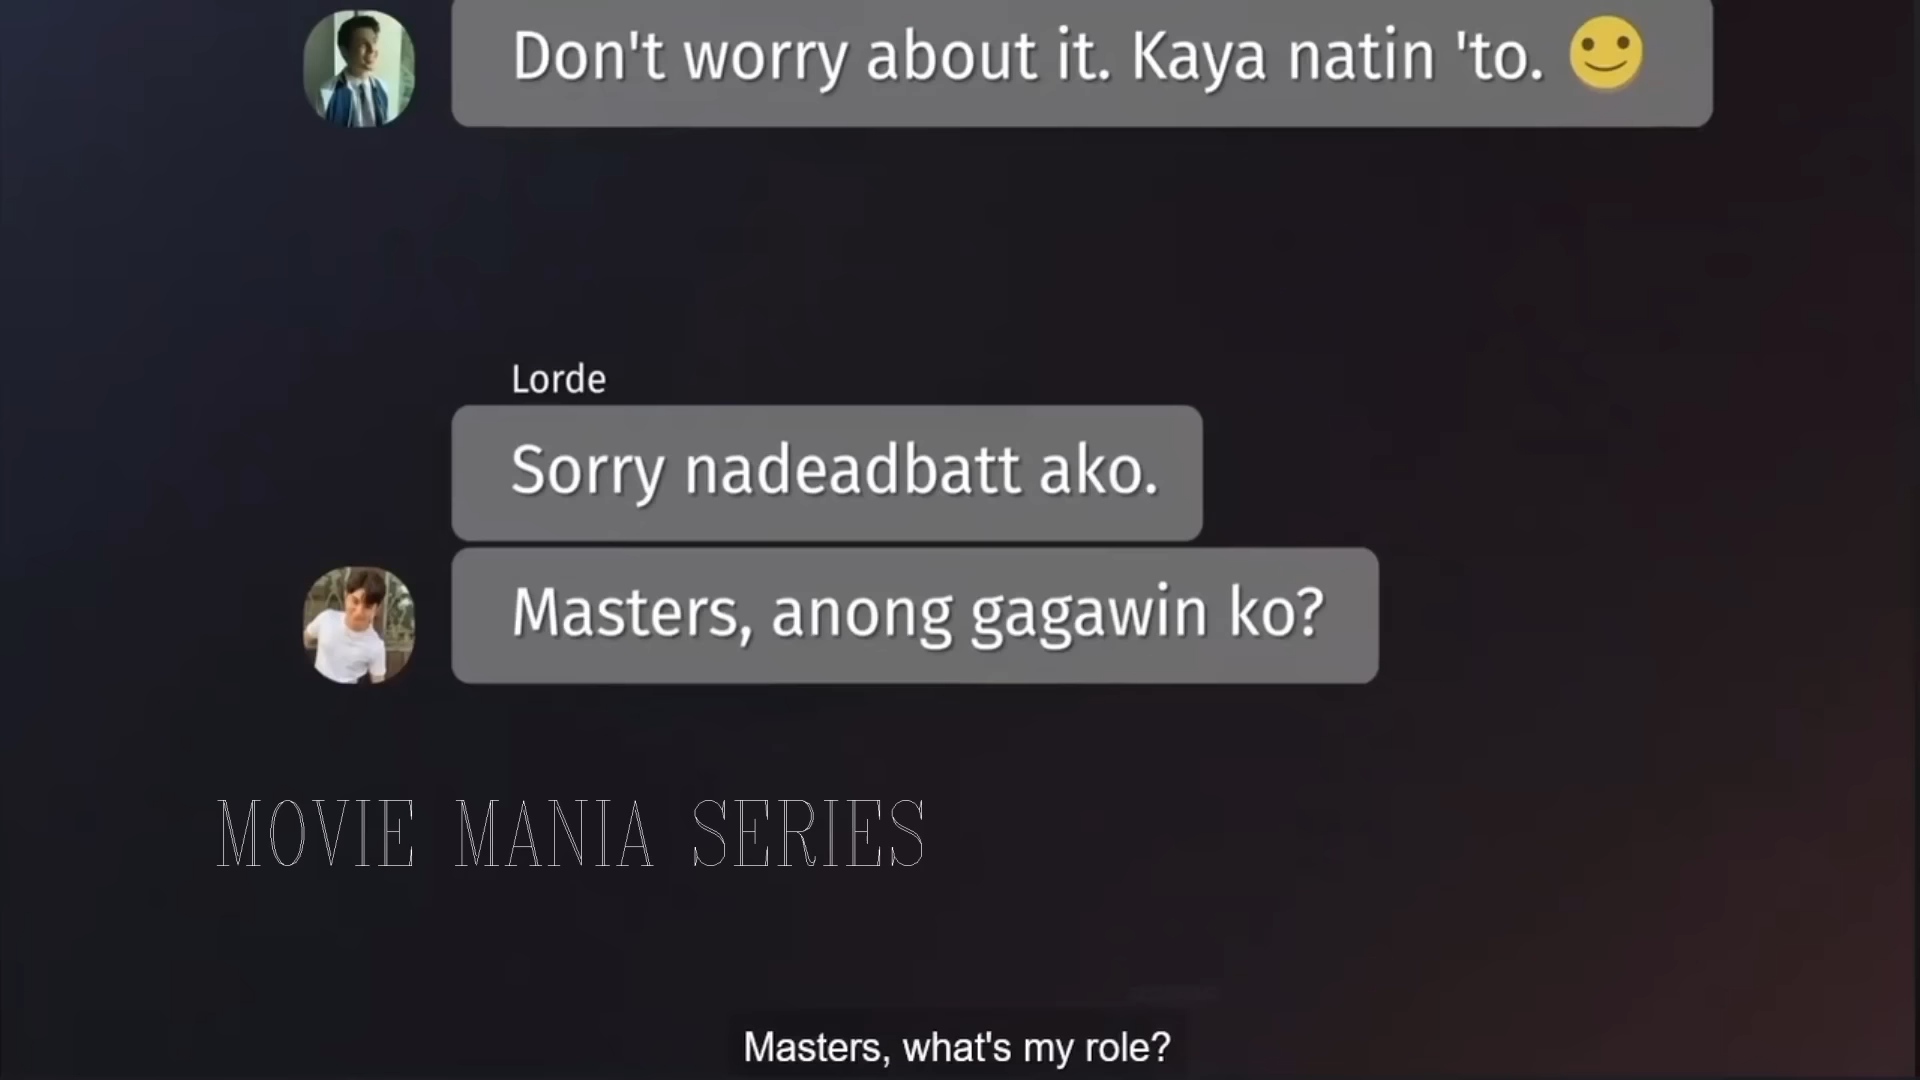 Don't worry about it. Kaya natin 'to. 🙂
Lorde
Sorry nadeadbatt ako.
Masters, anong gagawin ko?
MOVIE MANIA SERIES
Masters, what's my role?